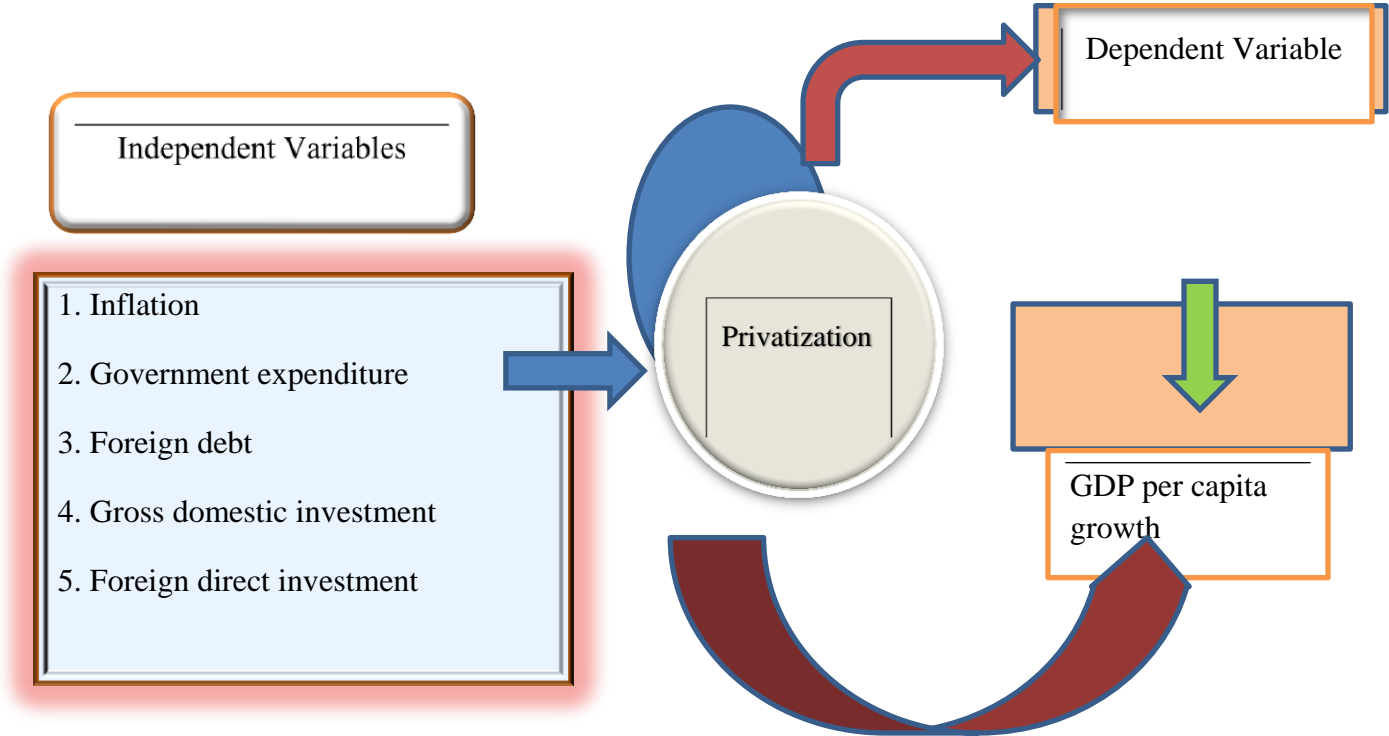 Dependent Variable
Independent Variables
1. Inflation
2. Government expenditure
3. Foreign debt
4. Gross domestic investment
5. Foreign direct investment
Privatization
GDP per capita
growth